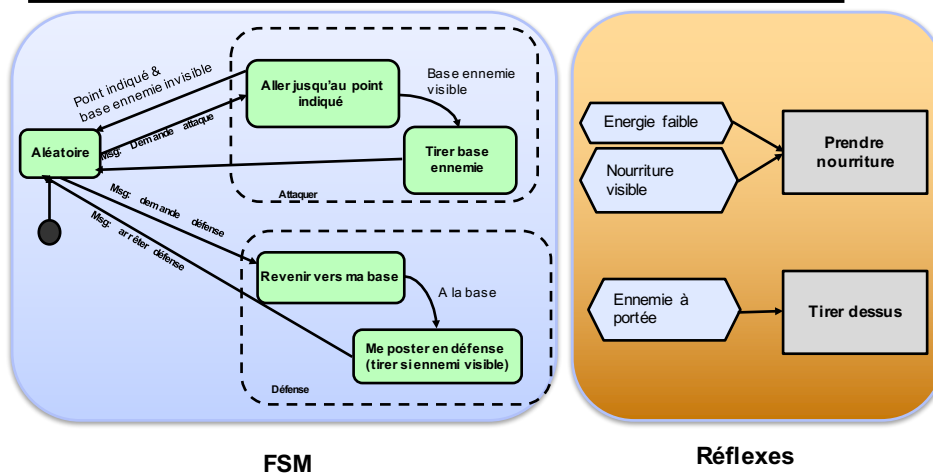 Point indiqué &
base ennemie invisible
Msg: Demande attaque
Aléatoire
Aller jusqu'au point
indiqué
Base ennemie
visible
Tirer base
ennemie
Attaquer
Msg: demande défense
Msg: arrêter défense
Revenir vers ma base
A la base
Me poster en défense
(tirer si ennemi visible)
Défense
FSM
Energie faible
Nourriture
visible
Prendre
nourriture
Ennemie à
portée
Tirer dessus
Réflexes